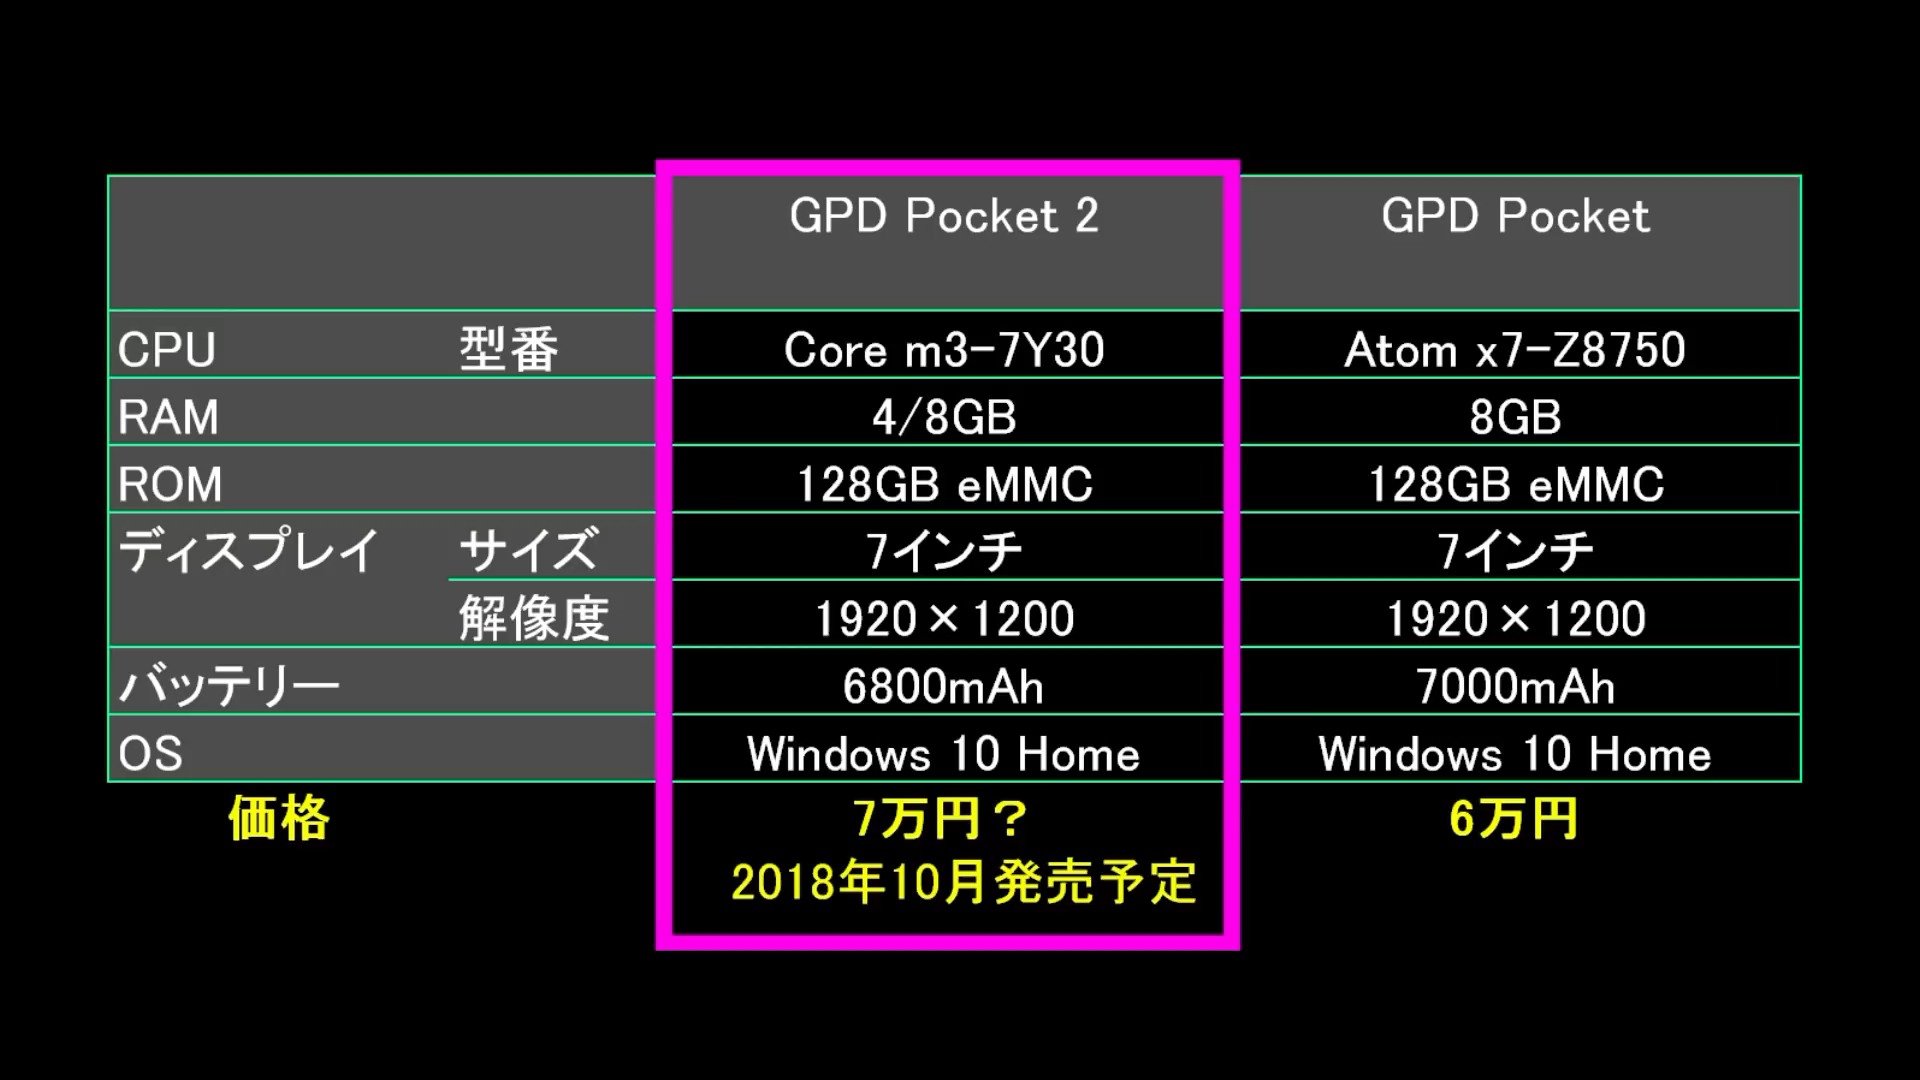 GPD Pocket 2 GPD Pocket
CPU 型番 Core m3-7Y30 Atom x7-Z8750
RAM 4/8GB 8GB
ROM 128GB eMMC 128GB eMMC
ディスプレイ サイズ 7インチ 7インチ
解像度 1920×1200 1920×1200
バッテリー 6800mAh 7000mAh
OS Windows 10 Home Windows 10 Home
価格 7万円？ 6万円
2018年10月発売予定